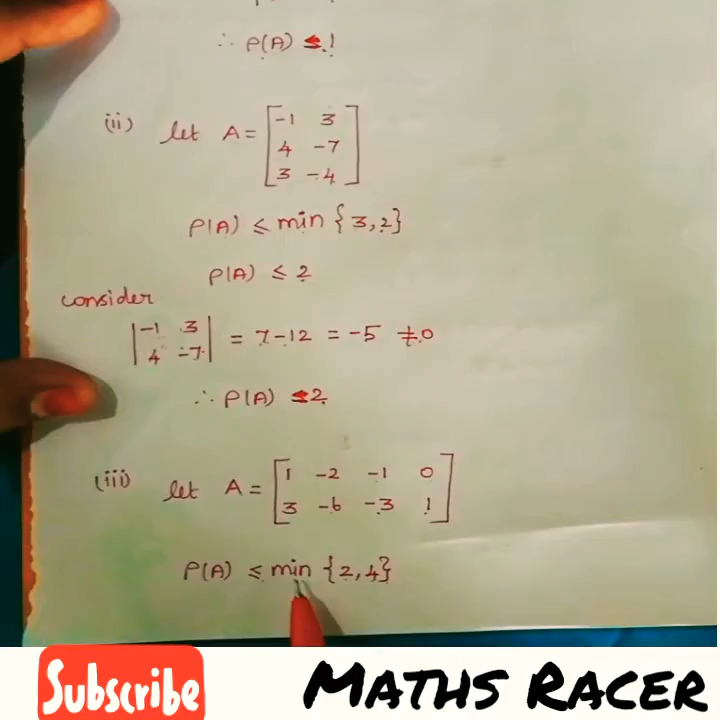 ∴ ρ(A) ≤ 1
(ii) let A = [-1 3
4 -7
3 -4]
ρ(A) ≤ min {3,2}
ρ(A) ≤ 2
consider
|-1 3
4 -7| = 7-12 = -5 ≠0
∴ ρ(A) ≤2
(iii) let A = [1 -2 -1 0
3 -6 -3 1]
ρ(A) ≤ min {2,4}
Subscribe MATHS RACER